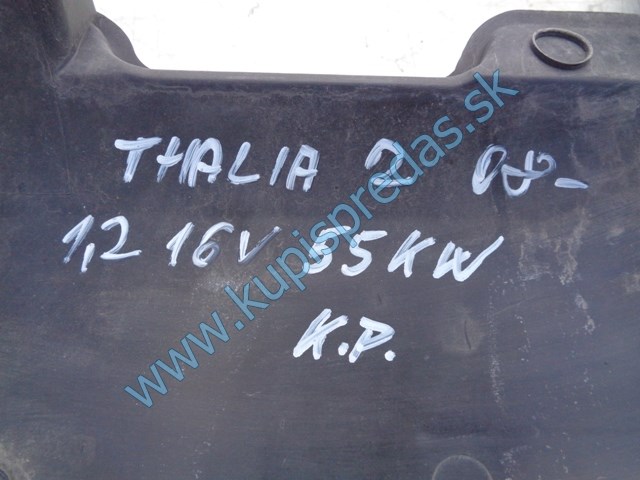 THALIA 2 08-
1,2 16V 55KW
K.P.
www.kupispredas.sk